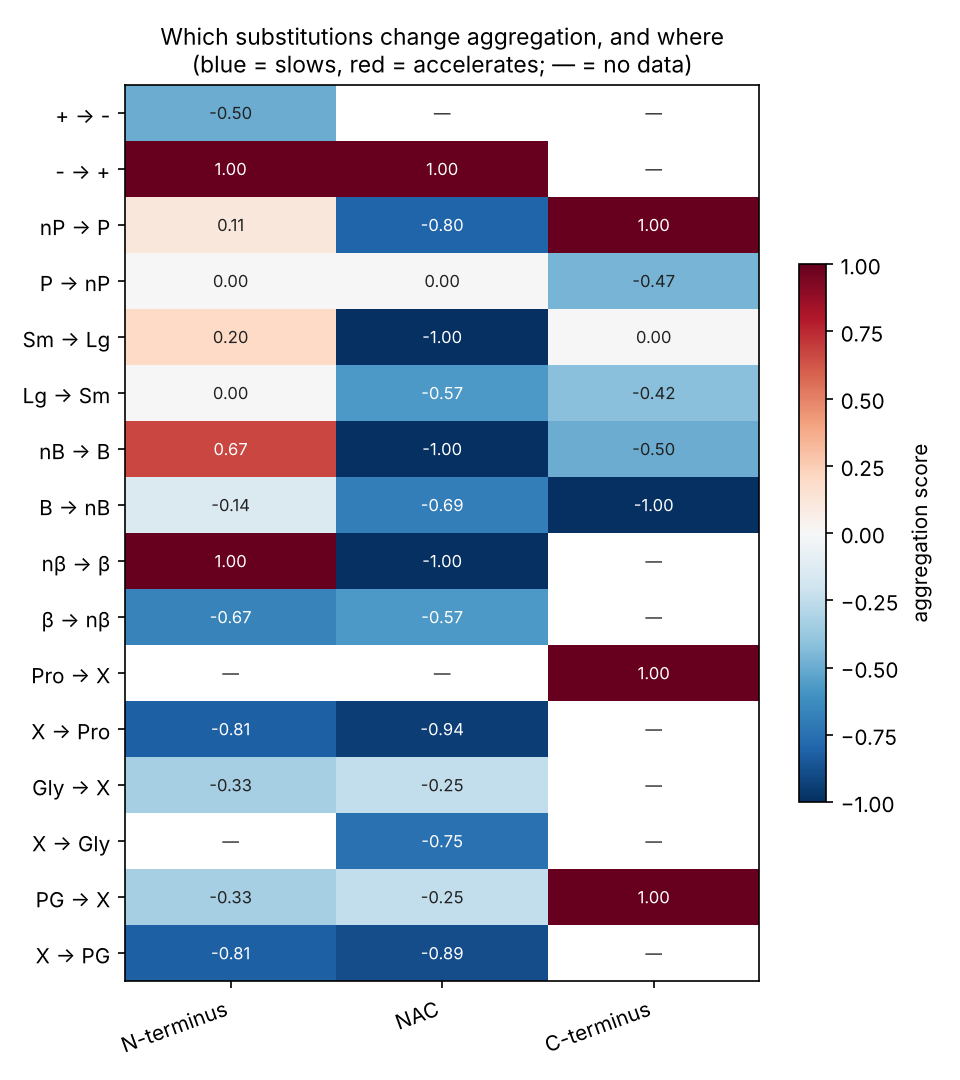 Which substitutions change aggregation, and where
(blue = slows, red = accelerates; — = no data)
+ → - -0.50 — —
- → + 1.00 1.00 —
nP → P 0.11 -0.80 1.00
P → nP 0.00 0.00 -0.47
Sm → Lg 0.20 -1.00 0.00
Lg → Sm 0.00 -0.57 -0.42
nB → B 0.67 -1.00 -0.50
B → nB -0.14 -0.69 -1.00
nβ → β 1.00 -1.00 —
β → nβ -0.67 -0.57 —
Pro → X — — 1.00
X → Pro -0.81 -0.94 —
Gly → X -0.33 -0.25 —
X → Gly — -0.75 —
PG → X -0.33 -0.25 1.00
X → PG -0.81 -0.89 —
N-terminus NAC C-terminus
1.00
0.75
0.50
0.25
0.00
−0.25
−0.50
−0.75
−1.00
aggregation score